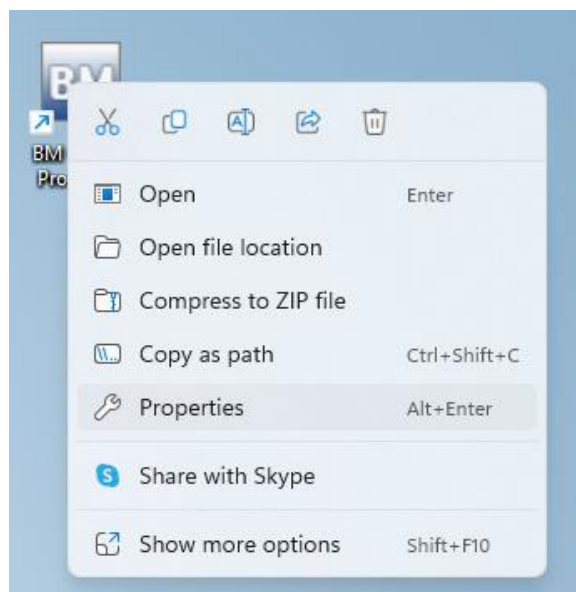 BM
BM
Pro
Open Enter
Open file location
Compress to ZIP file
Copy as path Ctrl+Shift+C
Properties Alt+Enter
Share with Skype
Show more options Shift+F10